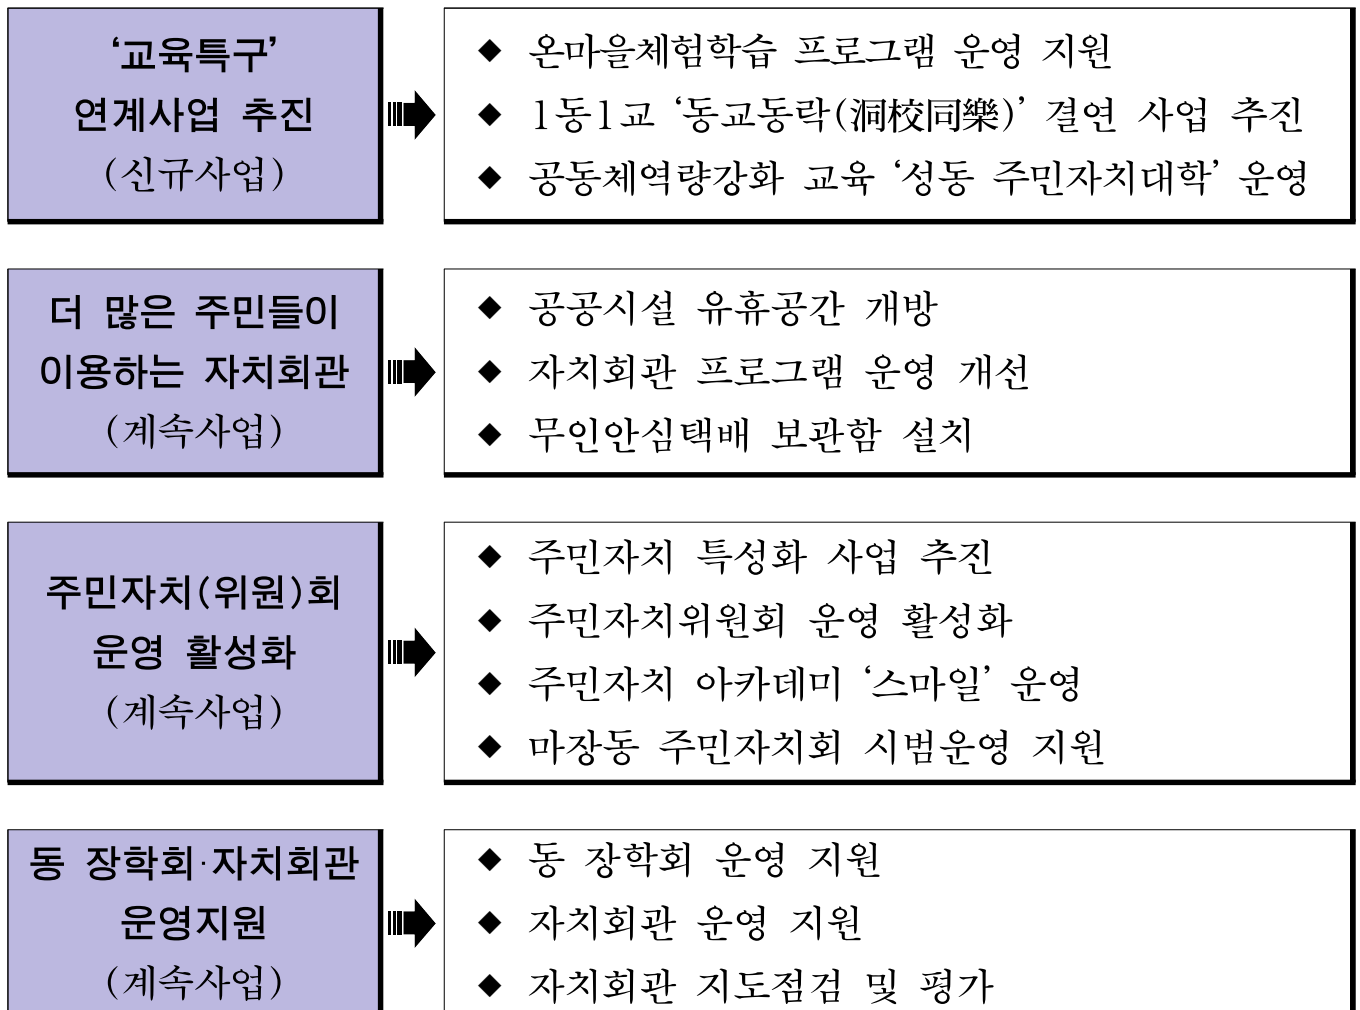 ‘교육특구’
연계사업 추진
(신규사업)
◆ 온마을체험학습 프로그램 운영 지원
◆ 1동1교 ‘동교동락(洞校同樂)’ 결연 사업 추진
◆ 공동체역량강화 교육 ‘성동 주민자치대학’ 운영
더 많은 주민들이
이용하는 자치회관
(계속사업)
◆ 공공시설 유휴공간 개방
◆ 자치회관 프로그램 운영 개선
◆ 무인안심택배 보관함 설치
주민자치(위원)회
운영 활성화
(계속사업)
◆ 주민자치 특성화 사업 추진
◆ 주민자치위원회 운영 활성화
◆ 주민자치 아카데미 ‘스마일’ 운영
◆ 마장동 주민자치회 시범운영 지원
동 장학회·자치회관
운영지원
(계속사업)
◆ 동 장학회 운영 지원
◆ 자치회관 운영 지원
◆ 자치회관 지도점검 및 평가